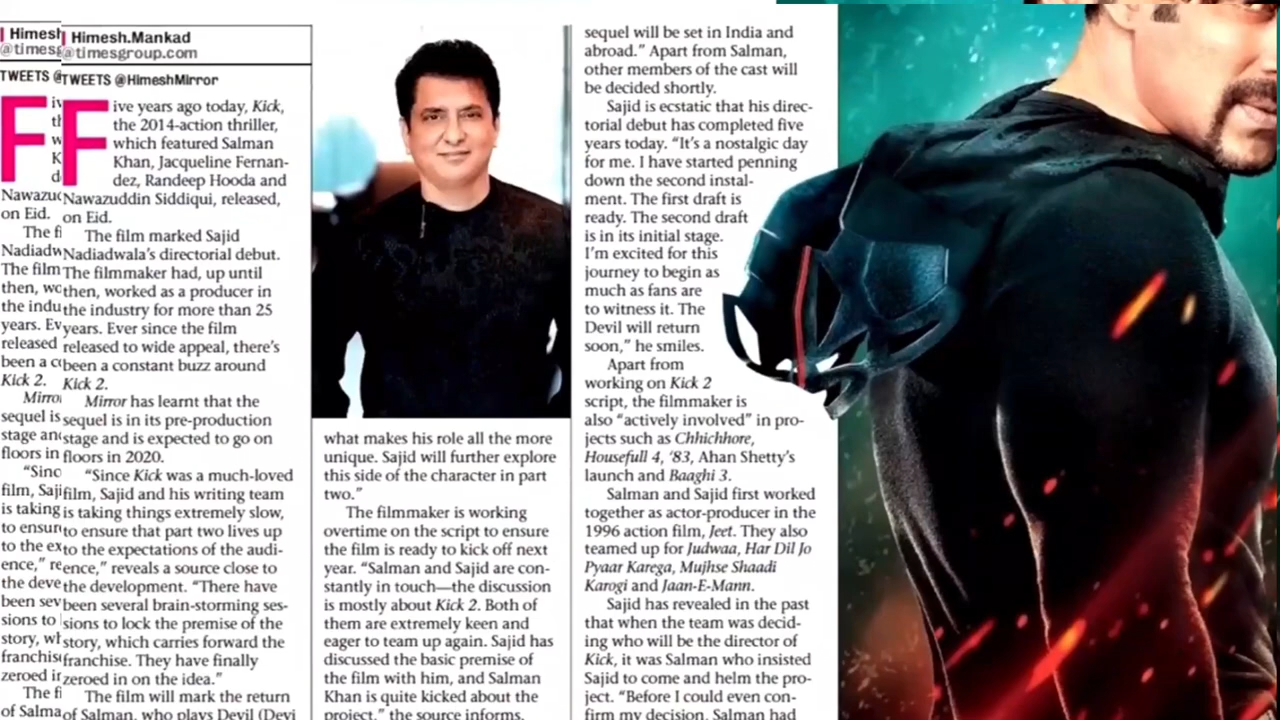 Himesh.Mankad
@timesgroup.com
TWEETS @HimeshMirror
Five years ago today, Kick,
the 2014-action thriller,
which featured Salman
Khan, Jacqueline Fernan-
dez, Randeep Hooda and
Nawazuddin Siddiqui, released,
on Eid.
The film marked Sajid
Nadiadwala's directorial debut.
The filmmaker had, up until
then, worked as a producer in
the industry for more than 25
years. Ever since the film
released to wide appeal, there's
been a constant buzz around
Kick 2.
Mirror has learnt that the
sequel is in its pre-production
stage and is expected to go on
floors in 2020.
“Since Kick was a much-loved
film, Sajid and his writing team
is taking things extremely slow,
to ensure that part two lives up
to the expectations of the audi-
ence,” reveals a source close to
the development. “There have
been several brain-storming ses-
sions to lock the premise of the
story, which carries forward the
franchise. They have finally
zeroed in on the idea.”
The film will mark the return
of Salman, who plays Devil (Devi
what makes his role all the more
unique. Sajid will further explore
this side of the character in part
two.”
The filmmaker is working
overtime on the script to ensure
the film is ready to kick off next
year. “Salman and Sajid are con-
stantly in touch—the discussion
is mostly about Kick 2. Both of
them are extremely keen and
eager to team up again. Sajid has
discussed the basic premise of
the film with him, and Salman
Khan is quite kicked about the
project,” the source informs.
sequel will be set in India and
abroad.” Apart from Salman,
other members of the cast will
be decided shortly.
Sajid is ecstatic that his direc-
torial debut has completed five
years today. “It's a nostalgic day
for me. I have started penning
down the second instal-
ment. The first draft is
ready. The second draft
is in its initial stage.
I'm excited for this
journey to begin as
much as fans are
to witness it. The
Devil will return
soon,” he smiles.
Apart from
working on Kick 2
script, the filmmaker is
also “actively involved” in pro-
jects such as Chhichhore,
Housefull 4, '83, Ahan Shetty's
launch and Baaghi 3.
Salman and Sajid first worked
together as actor-producer in the
1996 action film, Jeet. They also
teamed up for Judwaa, Har Dil Jo
Pyaar Karega, Mujhse Shaadi
Karogi and Jaan-E-Mann.
Sajid has revealed in the past
that when the team was decid-
ing who will be the director of
Kick, it was Salman who insisted
Sajid to come and helm the pro-
ject. “Before I could even con-
firm my decision, Salman had